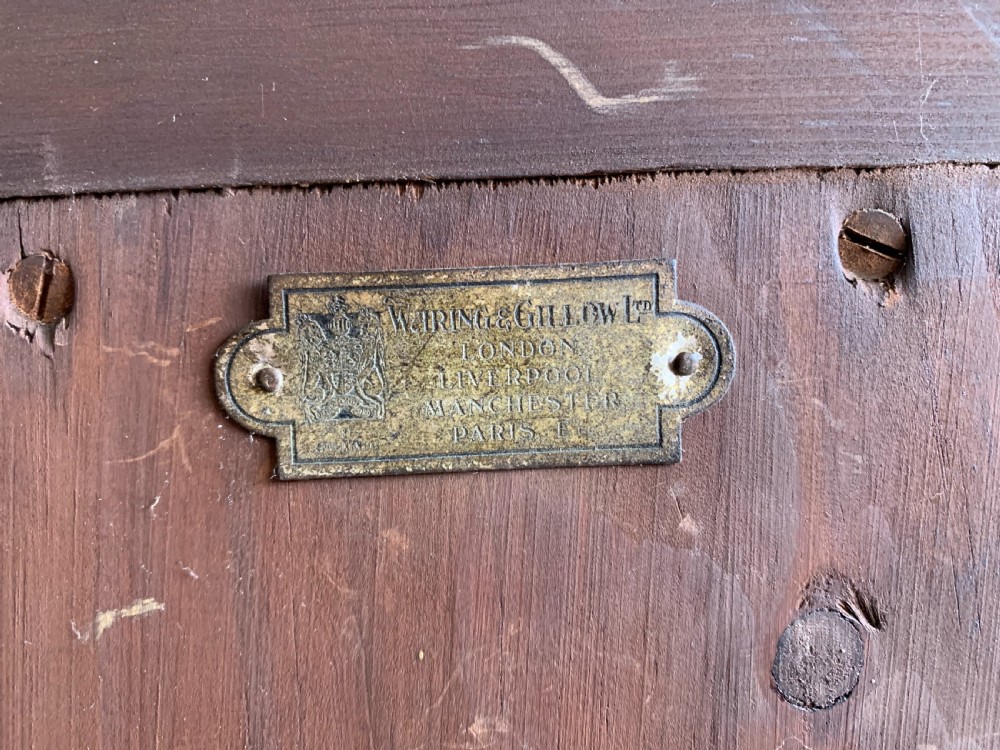 WARING & GILLOW LTD
LONDON
LIVERPOOL
MANCHESTER
PARIS